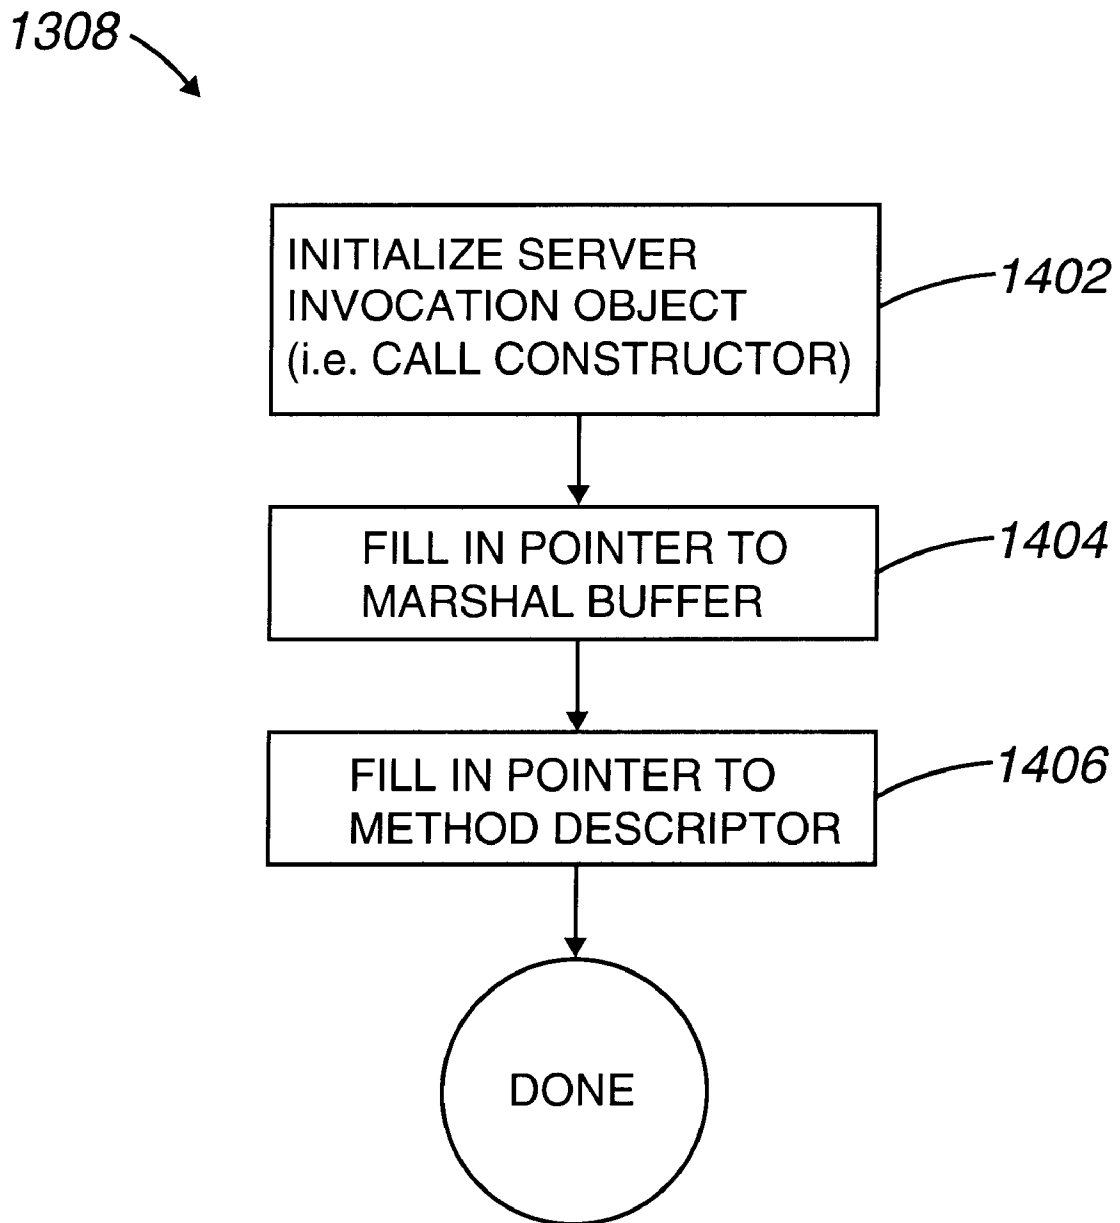 1308
INITIALIZE SERVER
INVOCATION OBJECT
(i.e. CALL CONSTRUCTOR)
1402
FILL IN POINTER TO
MARSHAL BUFFER
1404
FILL IN POINTER TO
METHOD DESCRIPTOR
1406
DONE